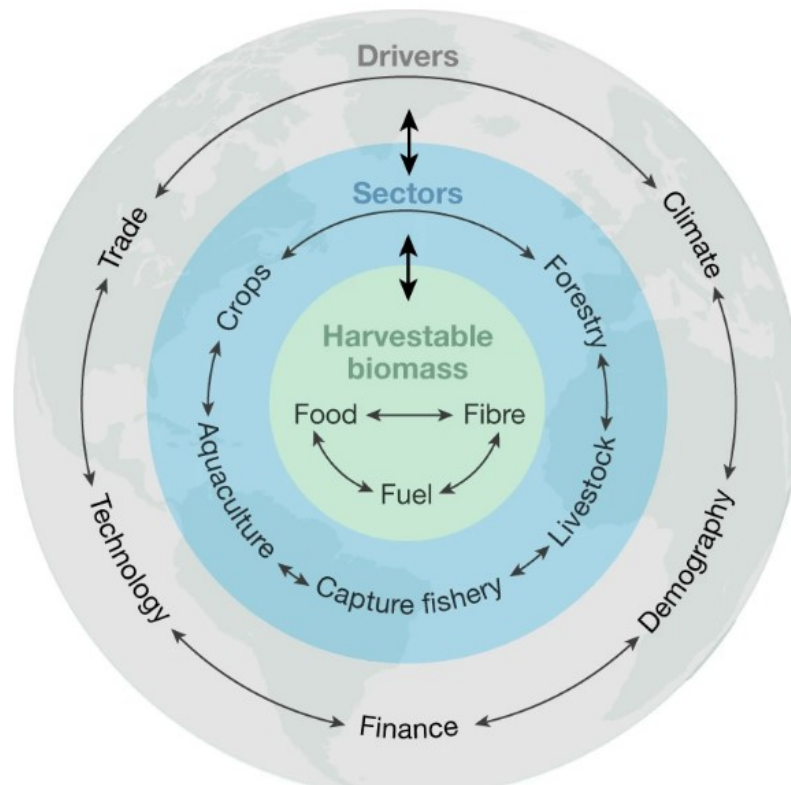 Drivers
Trade
Climate
Sectors
Crops
Forestry
Harvestable
biomass
Food
Fibre
Fuel
Aquaculture
Livestock
Capture fishery
Technology
Demography
Finance